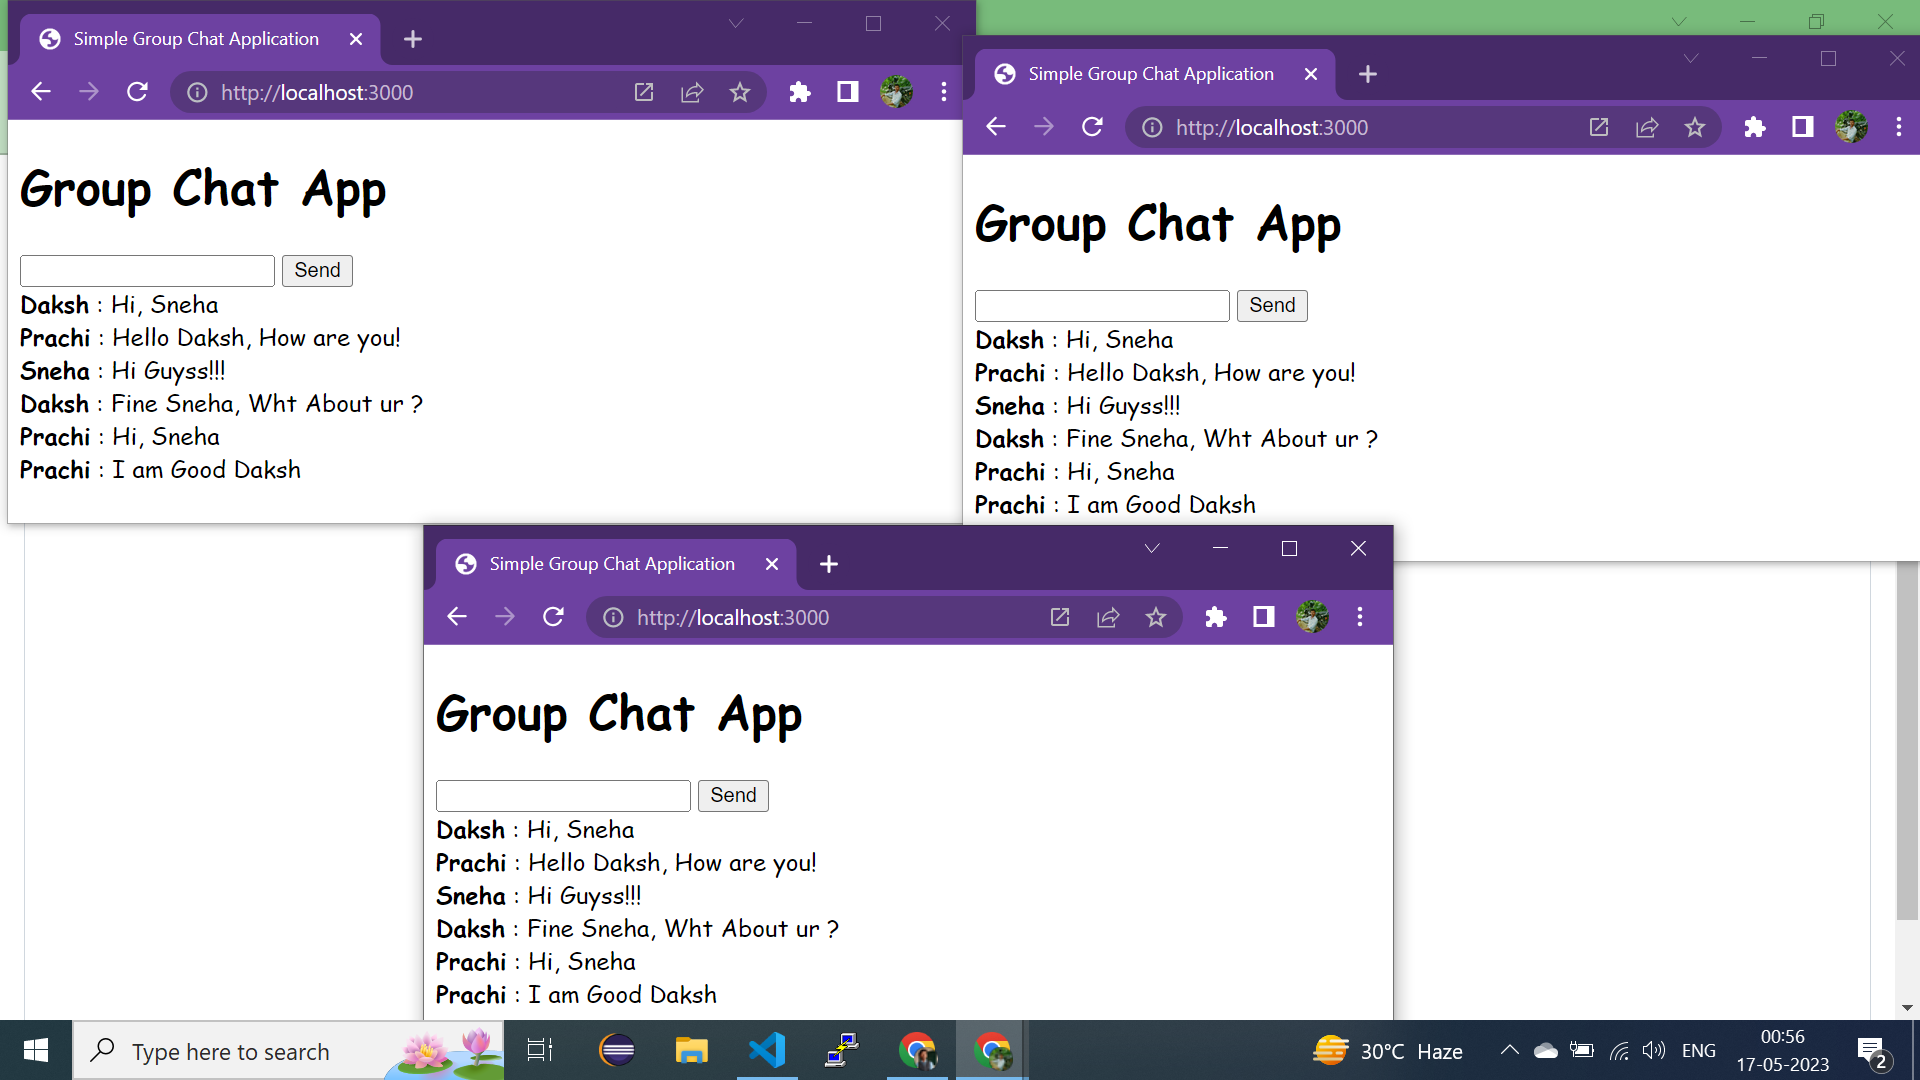 Simple Group Chat Application
http://localhost:3000
Group Chat App
Send
Daksh : Hi, Sneha
Prachi : Hello Daksh, How are you!
Sneha : Hi Guyss!!!
Daksh : Fine Sneha, Wht About ur ?
Prachi : Hi, Sneha
Prachi : I am Good Daksh
Simple Group Chat Application
http://localhost:3000
Group Chat App
Send
Daksh : Hi, Sneha
Prachi : Hello Daksh, How are you!
Sneha : Hi Guyss!!!
Daksh : Fine Sneha, Wht About ur ?
Prachi : Hi, Sneha
Prachi : I am Good Daksh
Simple Group Chat Application
http://localhost:3000
Group Chat App
Send
Daksh : Hi, Sneha
Prachi : Hello Daksh, How are you!
Sneha : Hi Guyss!!!
Daksh : Fine Sneha, Wht About ur ?
Prachi : Hi, Sneha
Prachi : I am Good Daksh
Type here to search
30°C Haze
ENG
00:56
17-05-2023
2